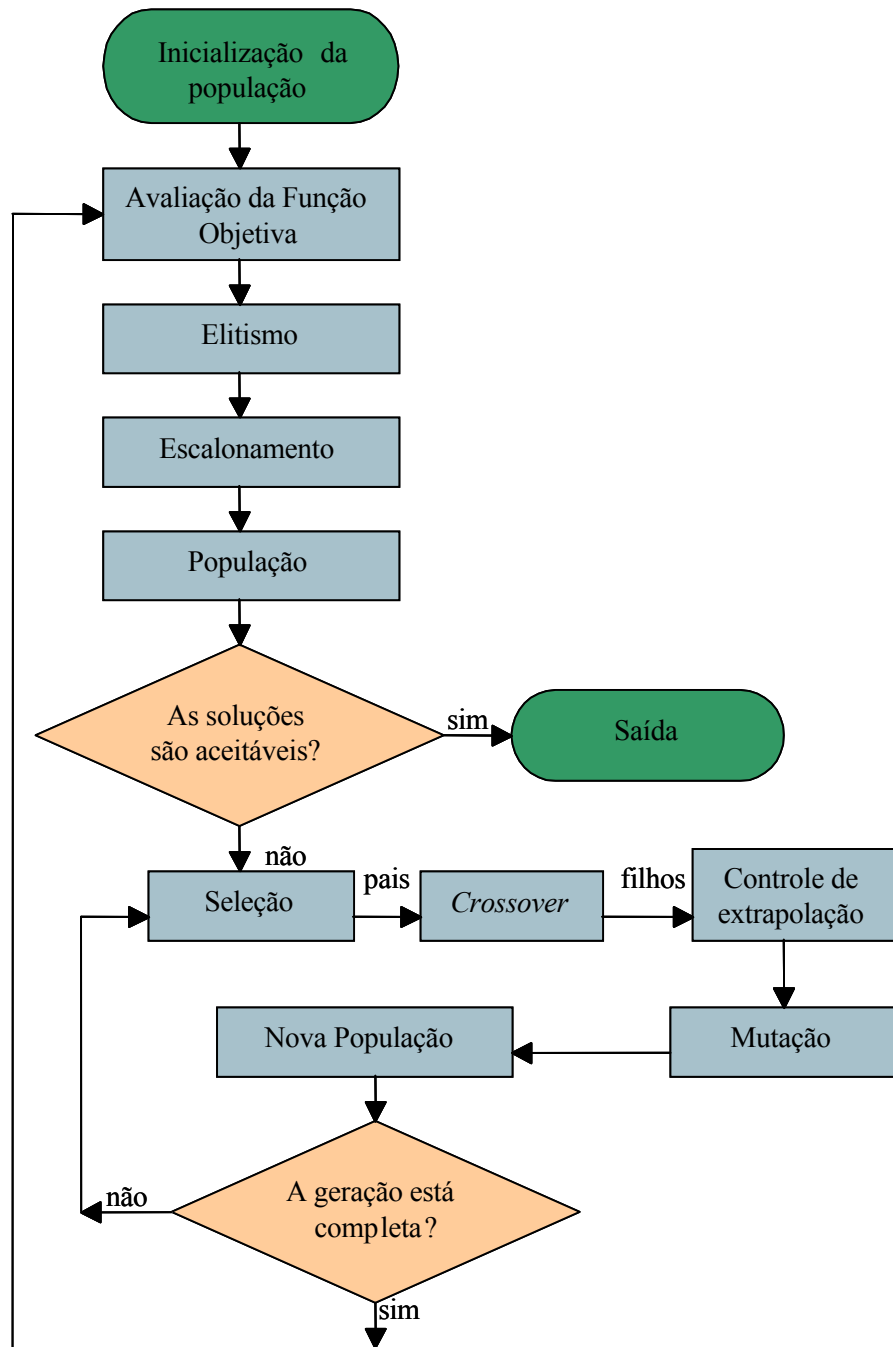 Inicialização da
população
Avaliação da Função
Objetiva
Elitismo
Escalonamento
População
As soluções
são aceitáveis?
sim
Saída
não
Seleção
pais
Crossover
filhos
Controle de
extrapolação
Mutação
Nova População
A geração está
completa?
não
sim